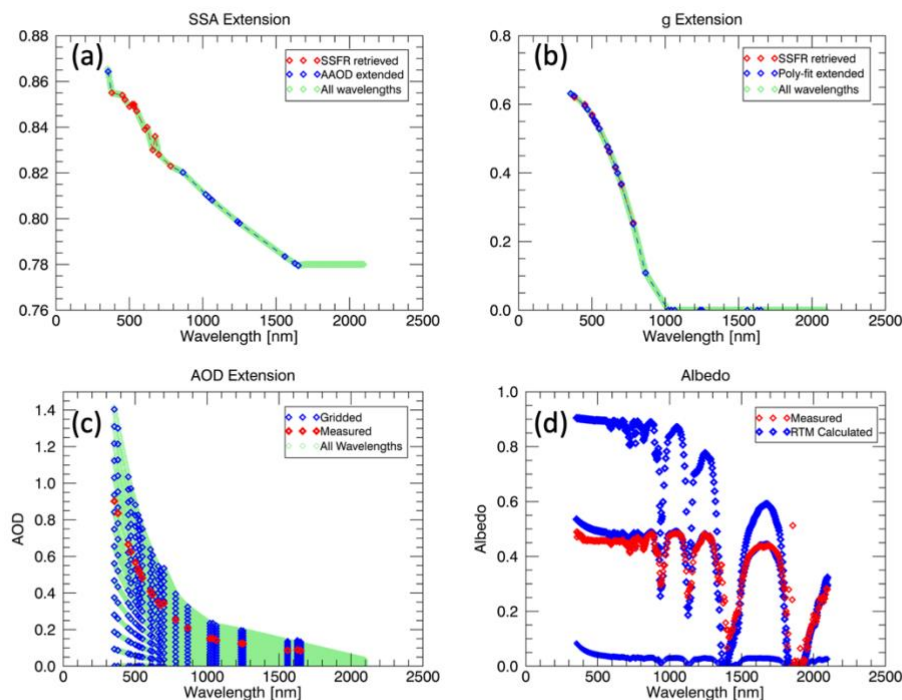 SSA Extension
(a)
SSFR retrieved
AAOD extended
All wavelengths
0.88
0.86
0.84
0.82
0.80
0.78
0.76
0 500 1000 1500 2000 2500
Wavelength [nm]
g Extension
(b)
SSFR retrieved
Poly-fit extended
All wavelengths
0.8
0.6
0.4
0.2
0.0
0 500 1000 1500 2000 2500
Wavelength [nm]
AOD Extension
(c)
Gridded
Measured
All Wavelengths
AOD
1.4
1.2
1.0
0.8
0.6
0.4
0.2
0.0
0 500 1000 1500 2000 2500
Wavelength [nm]
Albedo
(d)
Measured
RTM Calculated
Albedo
1.0
0.8
0.6
0.4
0.2
0.0
0 500 1000 1500 2000 2500
Wavelength [nm]